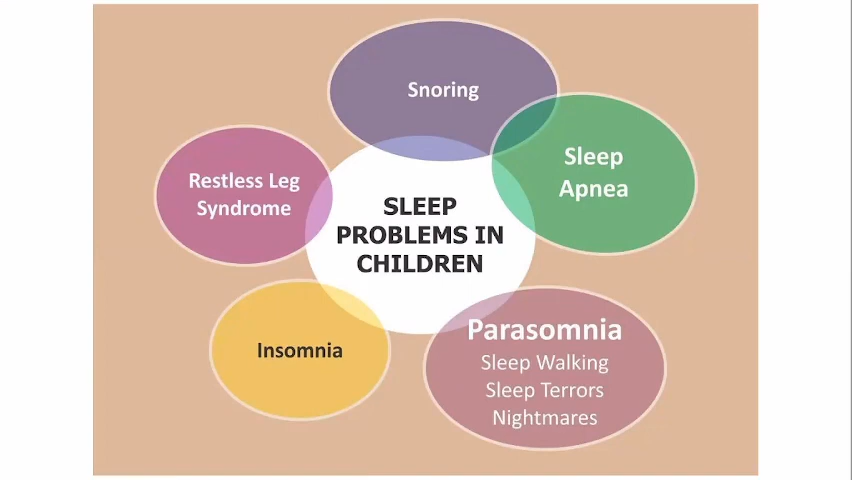 Snoring
Sleep
Apnea
Restless Leg
Syndrome
SLEEP
PROBLEMS IN
CHILDREN
Insomnia
Parasomnia
Sleep Walking
Sleep Terrors
Nightmares